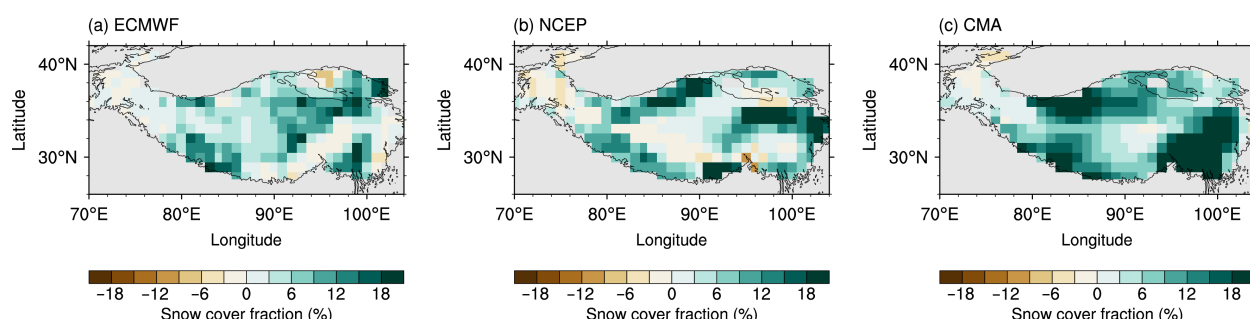 (a) ECMWF
(b) NCEP
(c) CMA
Latitude
40°N
30°N
70°E 80°E 90°E 100°E
Longitude
−18 −12 −6 0 6 12 18
Snow cover fraction (%)
Latitude
40°N
30°N
70°E 80°E 90°E 100°E
Longitude
−18 −12 −6 0 6 12 18
Snow cover fraction (%)
Latitude
40°N
30°N
70°E 80°E 90°E 100°E
Longitude
−18 −12 −6 0 6 12 18
Snow cover fraction (%)